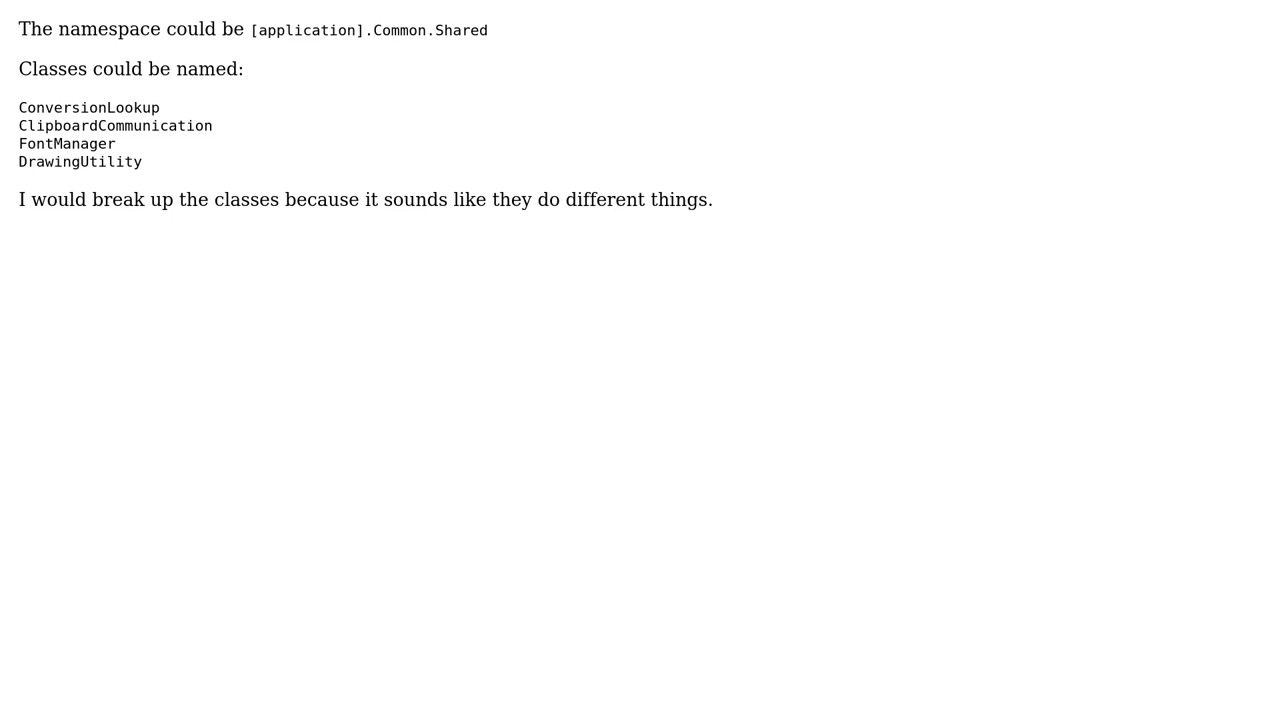 The namespace could be [application].Common.Shared
Classes could be named:
ConversionLookup
ClipboardCommunication
FontManager
DrawingUtility
I would break up the classes because it sounds like they do different things.